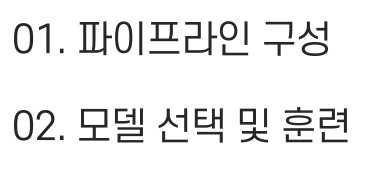 01. 파이프라인 구성
02. 모델 선택 및 훈련